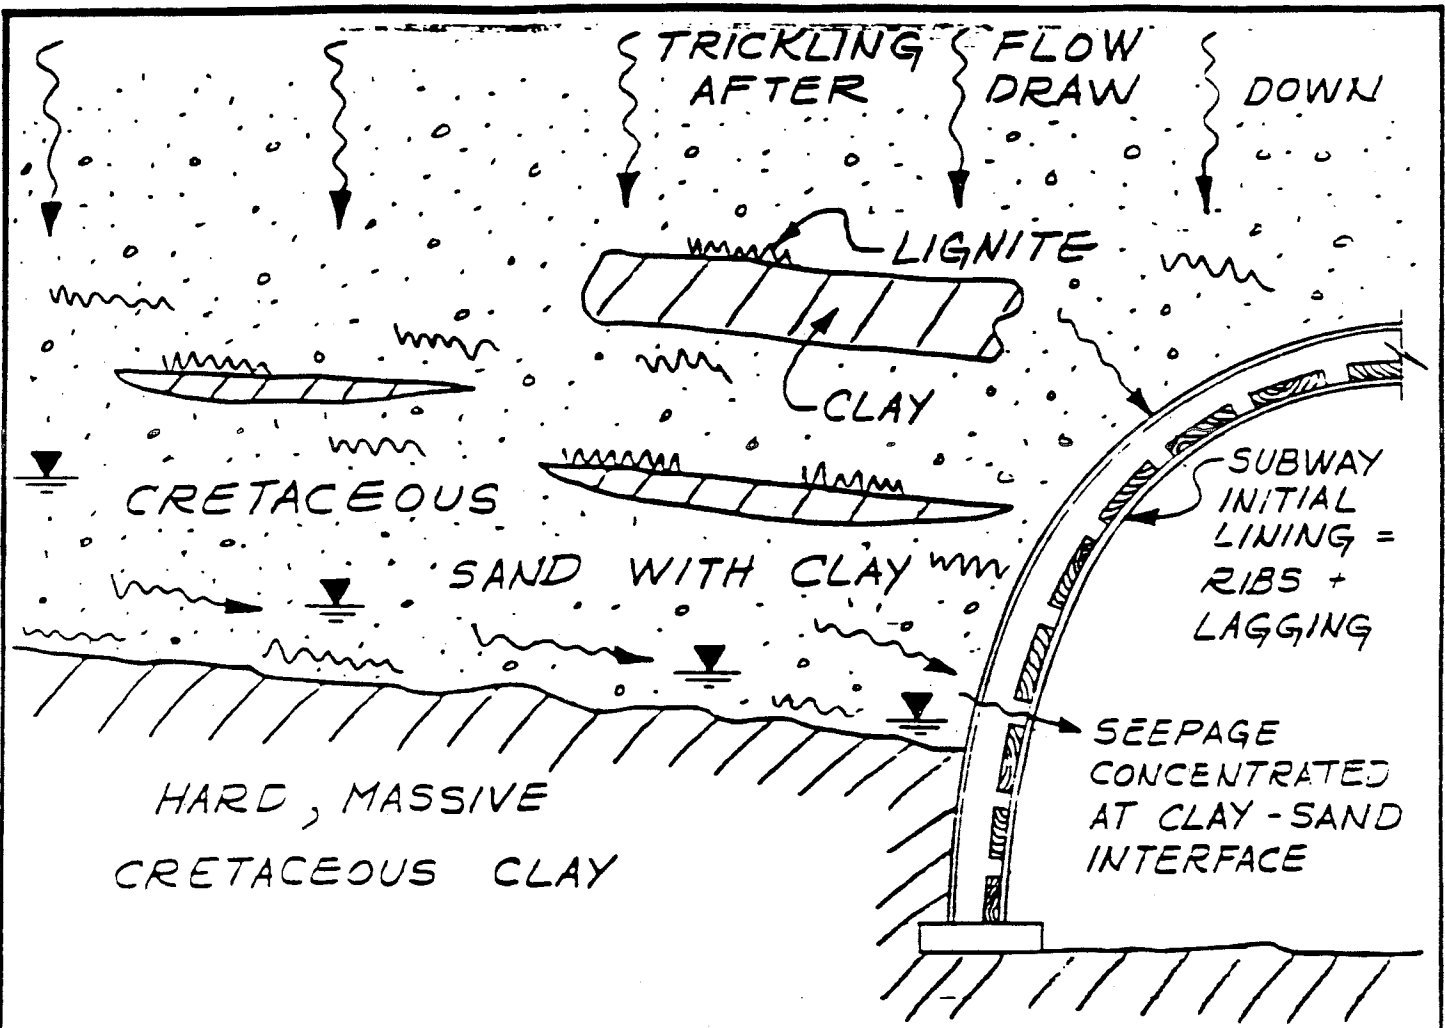 TRICKLING FLOW
AFTER DRAW DOWN
LIGNITE
CLAY
CRETACEOUS
SAND WITH CLAY
SUBWAY
INITIAL
LINING =
RIBS +
LAGGING
SEEPAGE
CONCENTRATED
AT CLAY - SAND
INTERFACE
HARD, MASSIVE
CRETACEOUS CLAY